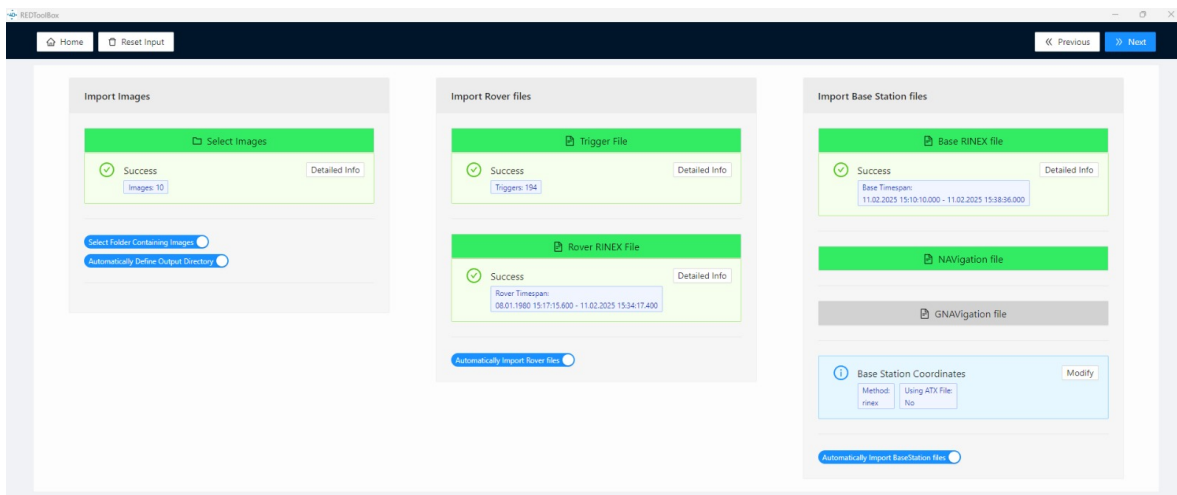 REDToolBox
Home
Reset Input
Previous
Next
Import Images
Select Images
Success
Detailed Info
Images: 10
Select Folder Containing Images
Automatically Define Output Directory
Import Rover files
Trigger File
Success
Detailed Info
Triggers: 194
Rover RINEX File
Success
Detailed Info
Rover Timespan:
08.01.1980 15:17:15.600 - 11.02.2025 15:34:17.400
Automatically Import Rover files
Import Base Station files
Base RINEX file
Success
Detailed Info
Base Timespan:
11.02.2025 15:10:10.000 - 11.02.2025 15:38:36.000
NAVigation file
GNAVigation file
Base Station Coordinates
Modify
Method:
rinex
Using ATX File:
No
Automatically Import BaseStation files